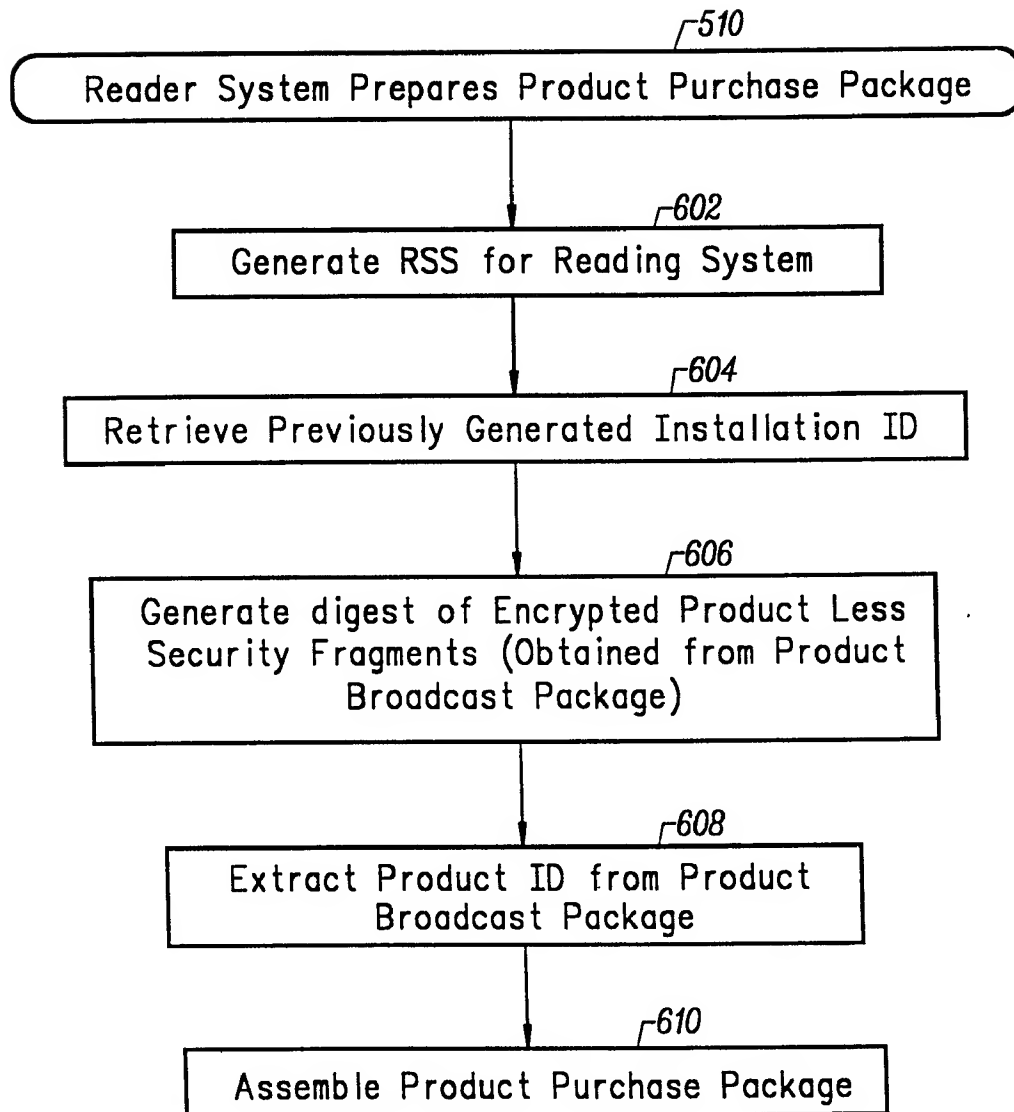 510
Reader System Prepares Product Purchase Package
602
Generate RSS for Reading System
604
Retrieve Previously Generated Installation ID
606
Generate digest of Encrypted Product Less
Security Fragments (Obtained from Product
Broadcast Package)
608
Extract Product ID from Product
Broadcast Package
610
Assemble Product Purchase Package